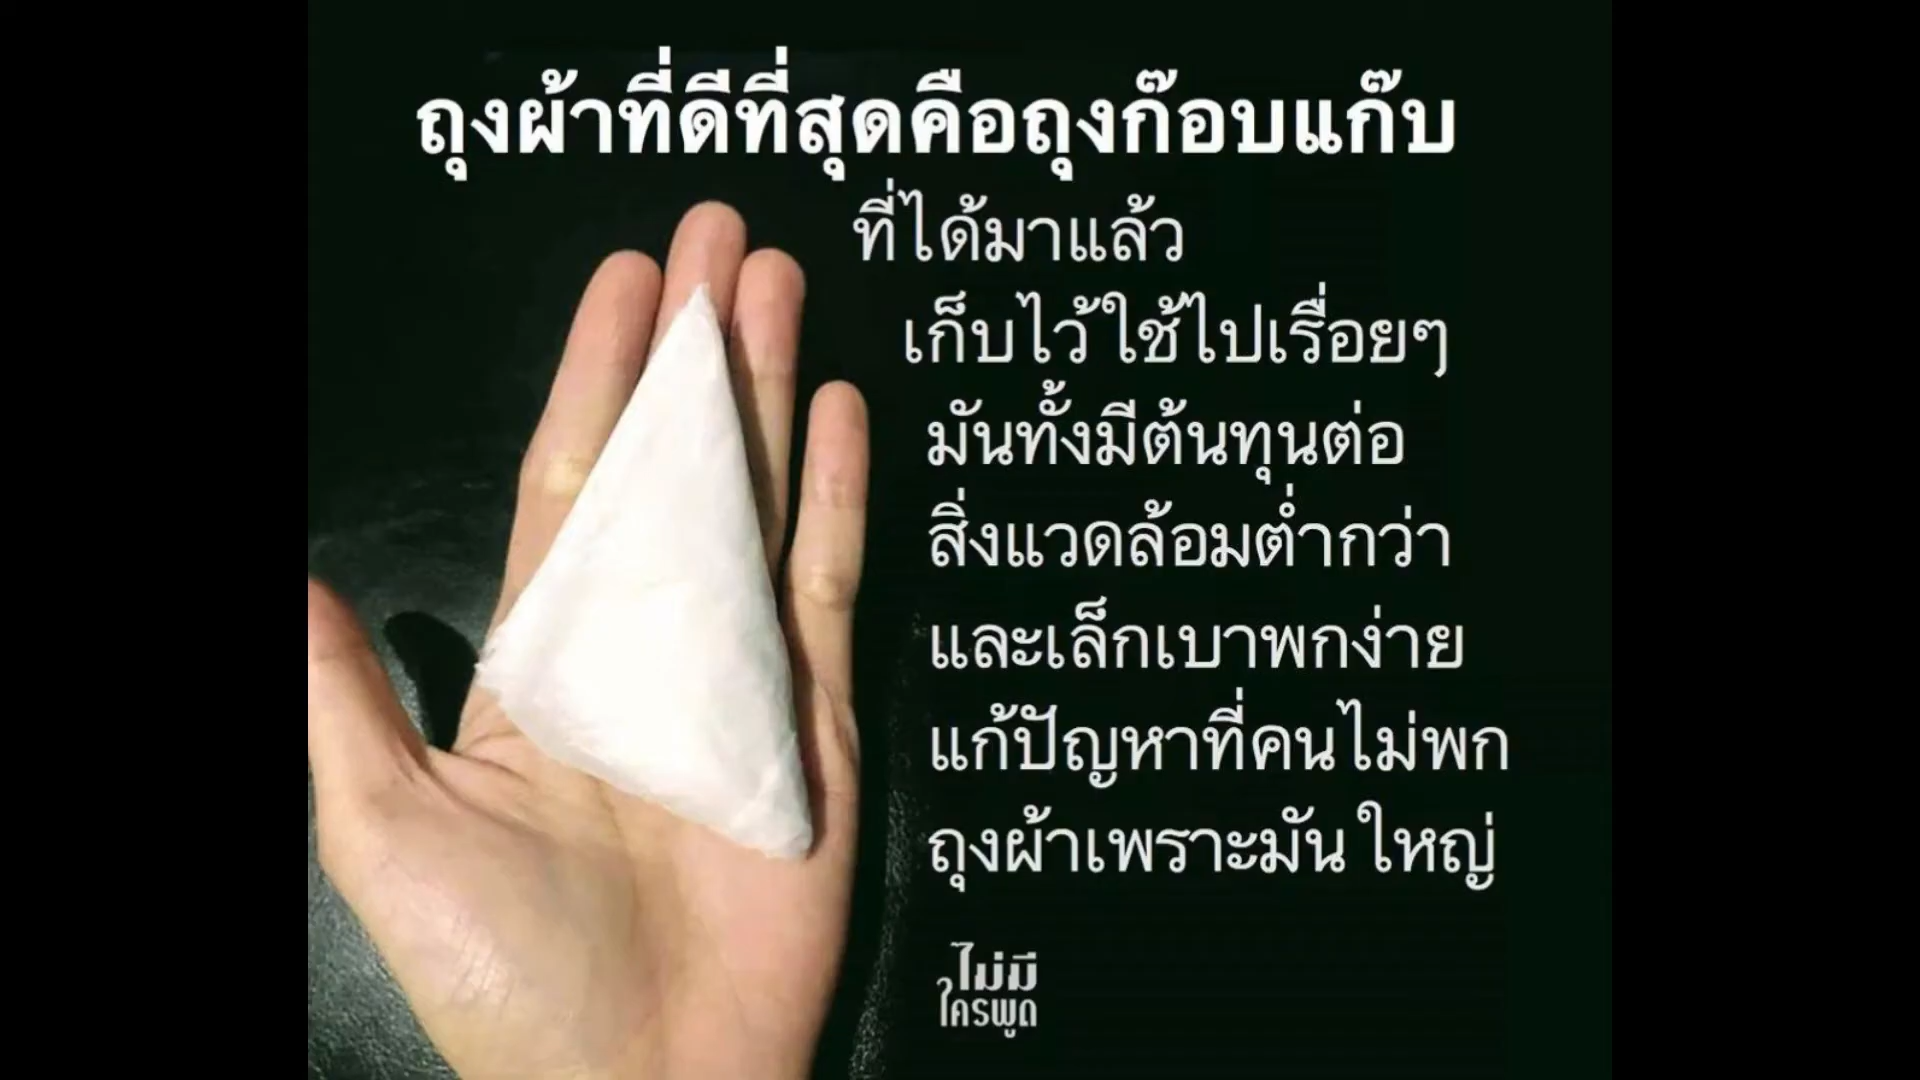 ถุงผ้าที่ดีที่สุดคือถุงก๊อบแก๊บ
ที่ได้มาแล้ว
เก็บไว้ใช้ไปเรื่อยๆ
มันทั้งมีต้นทุนต่อ
สิ่งแวดล้อมต่ำกว่า
และเล็กเบาพกง่าย
แก้ปัญหาที่คนไม่พก
ถุงผ้าเพราะมันใหญ่
ไม่มี
ใครพูด